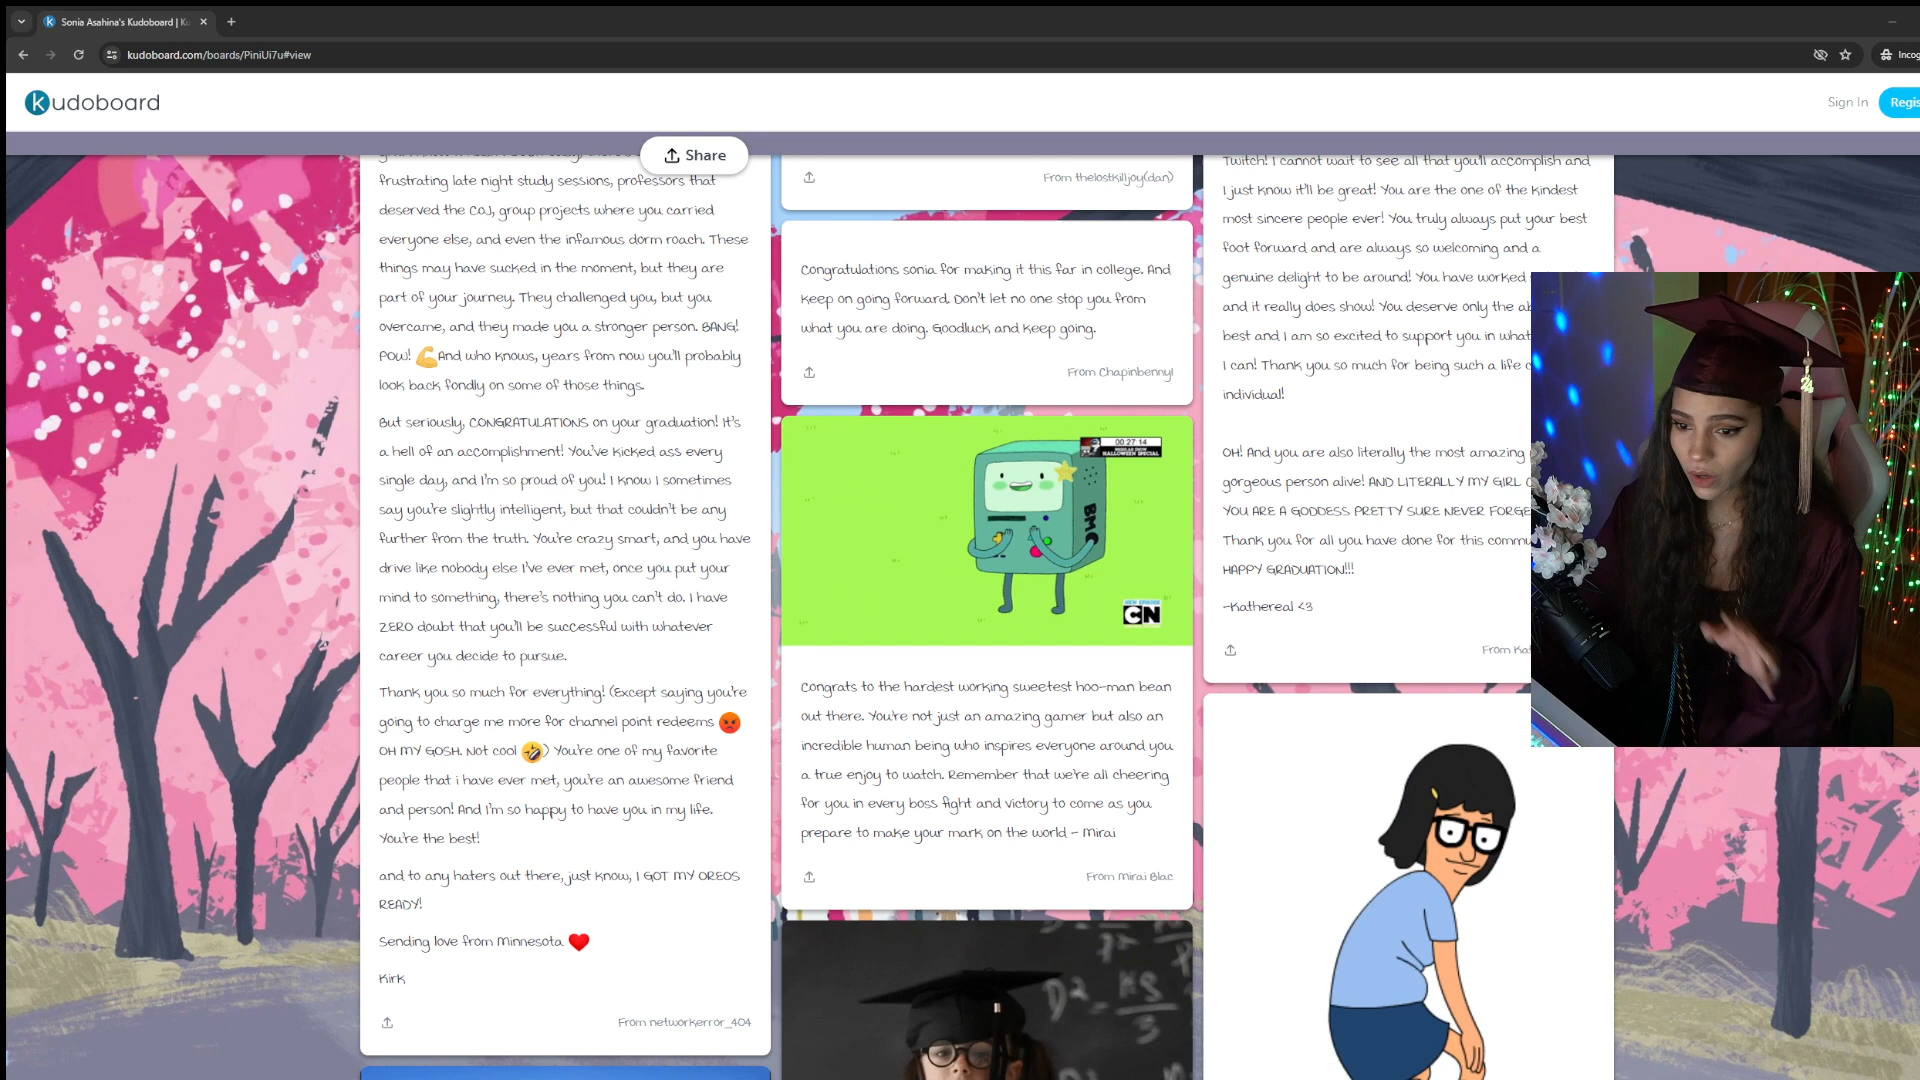 Sonia Asahina's Kudoboard | Ku
kudoboard.com/boards/PiniUi7u#view
Incog
kudoboard
Sign In
Regis
Share
frustrating late night study sessions, professors that
deserved the COJ, group projects where you carried
everyone else, and even the infamous dorm roach. These
things may have sucked in the moment, but they are
part of your journey. They challenged you, but you
overcame, and they made you a stronger person. BANG!
POW! 💪And who knows, years from now you'll probably
look back fondly on some of those things.
But seriously, CONGRATULATIONS on your graduation! It's
a hell of an accomplishment! You've kicked ass every
single day, and I'm so proud of you! I know I sometimes
say you're slightly intelligent, but that couldn't be any
further from the truth. You're crazy smart, and you have
drive like nobody else I've ever met, once you put your
mind to something, there's nothing you can't do. I have
ZERO doubt that you'll be successful with whatever
career you decide to pursue.
Thank you so much for everything! (Except saying you're
going to charge me more for channel point redeems 😡
OH MY GOSH. Not cool 🤣) You're one of my favorite
people that i have ever met, you're an awesome friend
and person! And I'm so happy to have you in my life.
You're the best!
and to any haters out there, just know, I GOT MY OREOS
READY!
Sending love from Minnesota ❤️
Kirk
From networkerror_404
From thelostkilljoy(dan)
Congratulations sonia for making it this far in college. And
keep on going forward. Don't let no one stop you from
what you are doing. Goodluck and keep going.
From Chapinbenny1
00:27:14
REGULAR SHOW
HALLOWEEN SPECIAL
BMO
NEW EPISODE
CN
Congrats to the hardest working sweetest hoo-man bean
out there. You're not just an amazing gamer but also an
incredible human being who inspires everyone around you
a true enjoy to watch. Remember that we're all cheering
for you in every boss fight and victory to come as you
prepare to make your mark on the world - Mirai
From Mirai Blac
Twitch! I cannot wait to see all that you'll accomplish and
I just know it'll be great! You are the one of the kindest
most sincere people ever! You truly always put your best
foot forward and are always so welcoming and a
genuine delight to be around! You have worked
and it really does show! You deserve only the ab
best and I am so excited to support you in what
I can! Thank you so much for being such a life c
individual!
OH! And you are also literally the most amazing
gorgeous person alive! AND LITERALLY MY GIRL C
YOU ARE A GODDESS PRETTY SURE NEVER FORGE
Thank you for all you have done for this commu
HAPPY GRADUATION!!!
-Kathereal <3
From Ka